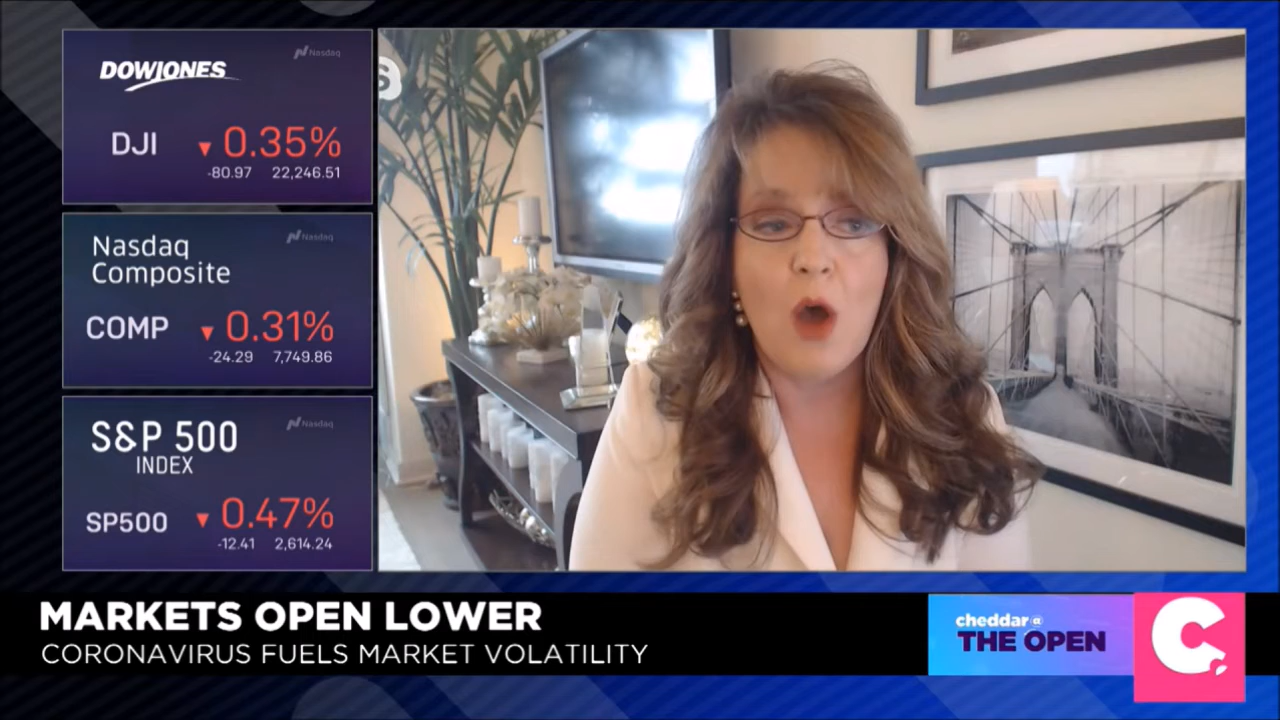 DOWJONES
Nasdaq
DJI
▼ 0.35%
-80.97 22,246.51
Nasdaq
Nasdaq
Composite
COMP
▼ 0.31%
-24.29 7,749.86
Nasdaq
S&P 500
INDEX
SP500
▼ 0.47%
-12.41 2,614.24
S
MARKETS OPEN LOWER
CORONAVIRUS FUELS MARKET VOLATILITY
cheddar@
THE OPEN
C